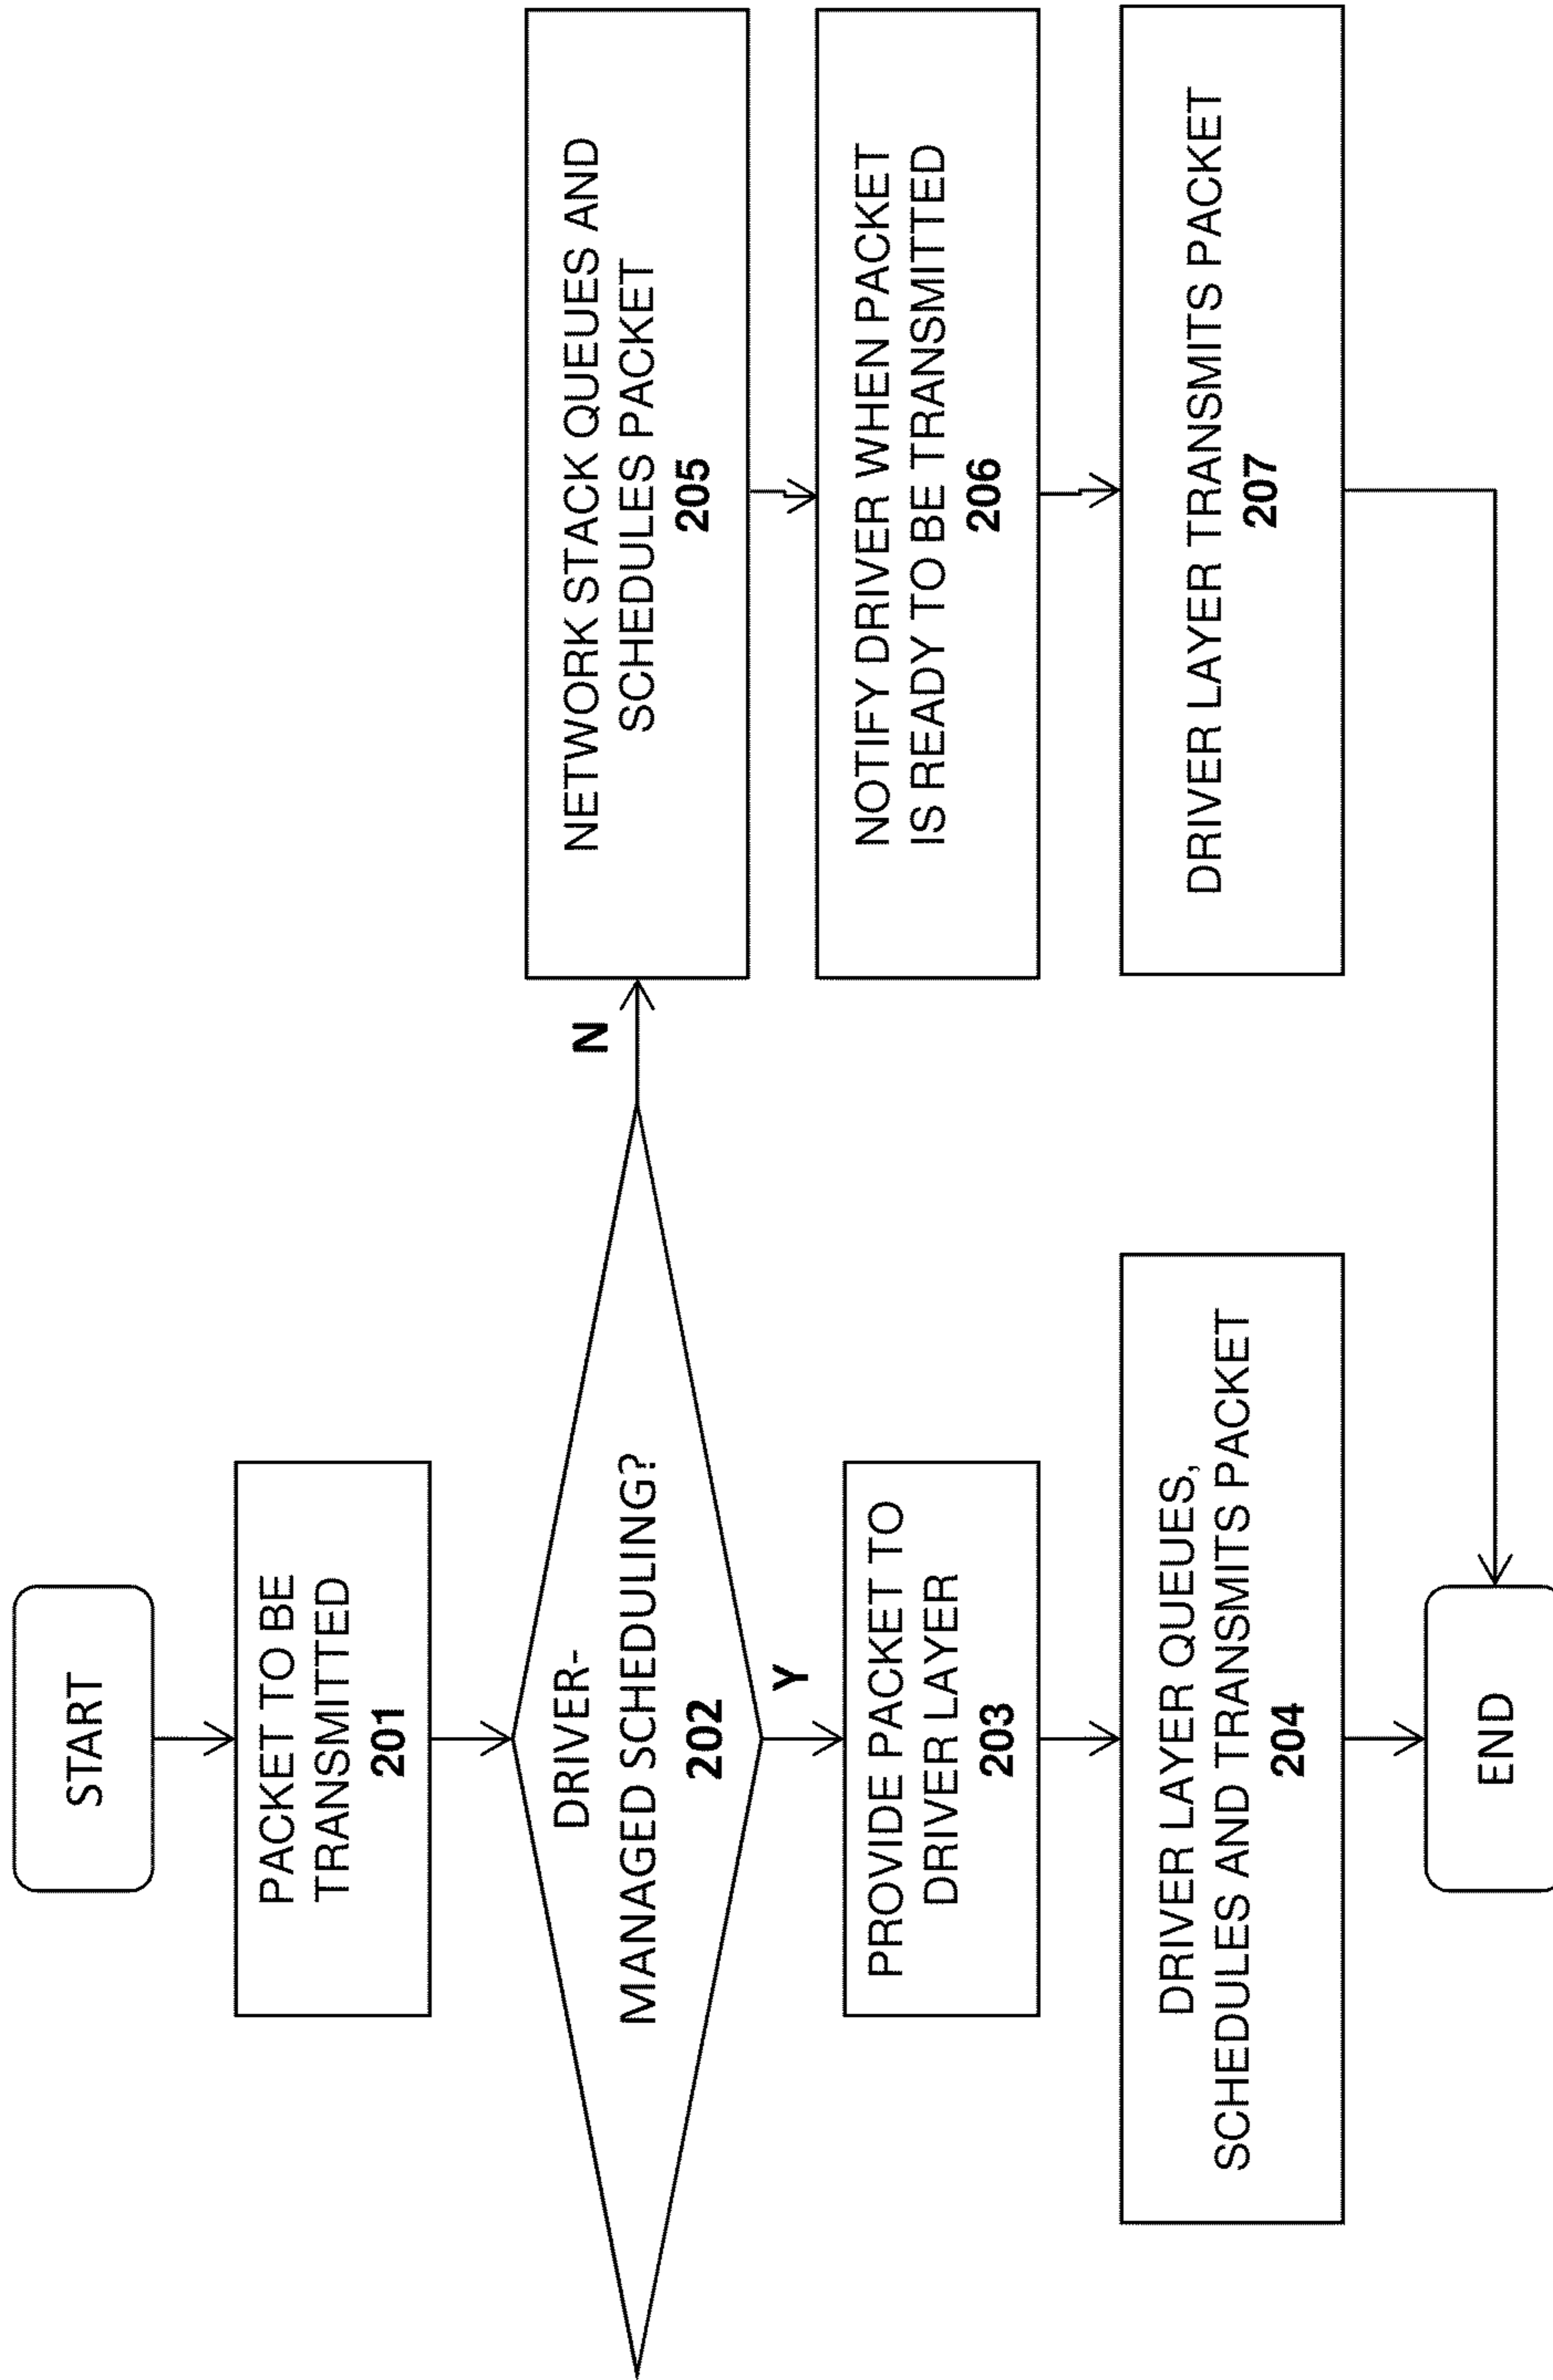 START
PACKET TO BE
TRANSMITTED
201
DRIVER-
MANAGED SCHEDULING?
202
Y
N
PROVIDE PACKET TO
DRIVER LAYER
203
DRIVER LAYER QUEUES,
SCHEDULES AND TRANSMITS PACKET
204
NETWORK STACK QUEUES AND
SCHEDULES PACKET
205
NOTIFY DRIVER WHEN PACKET
IS READY TO BE TRANSMITTED
206
DRIVER LAYER TRANSMITS PACKET
207
END